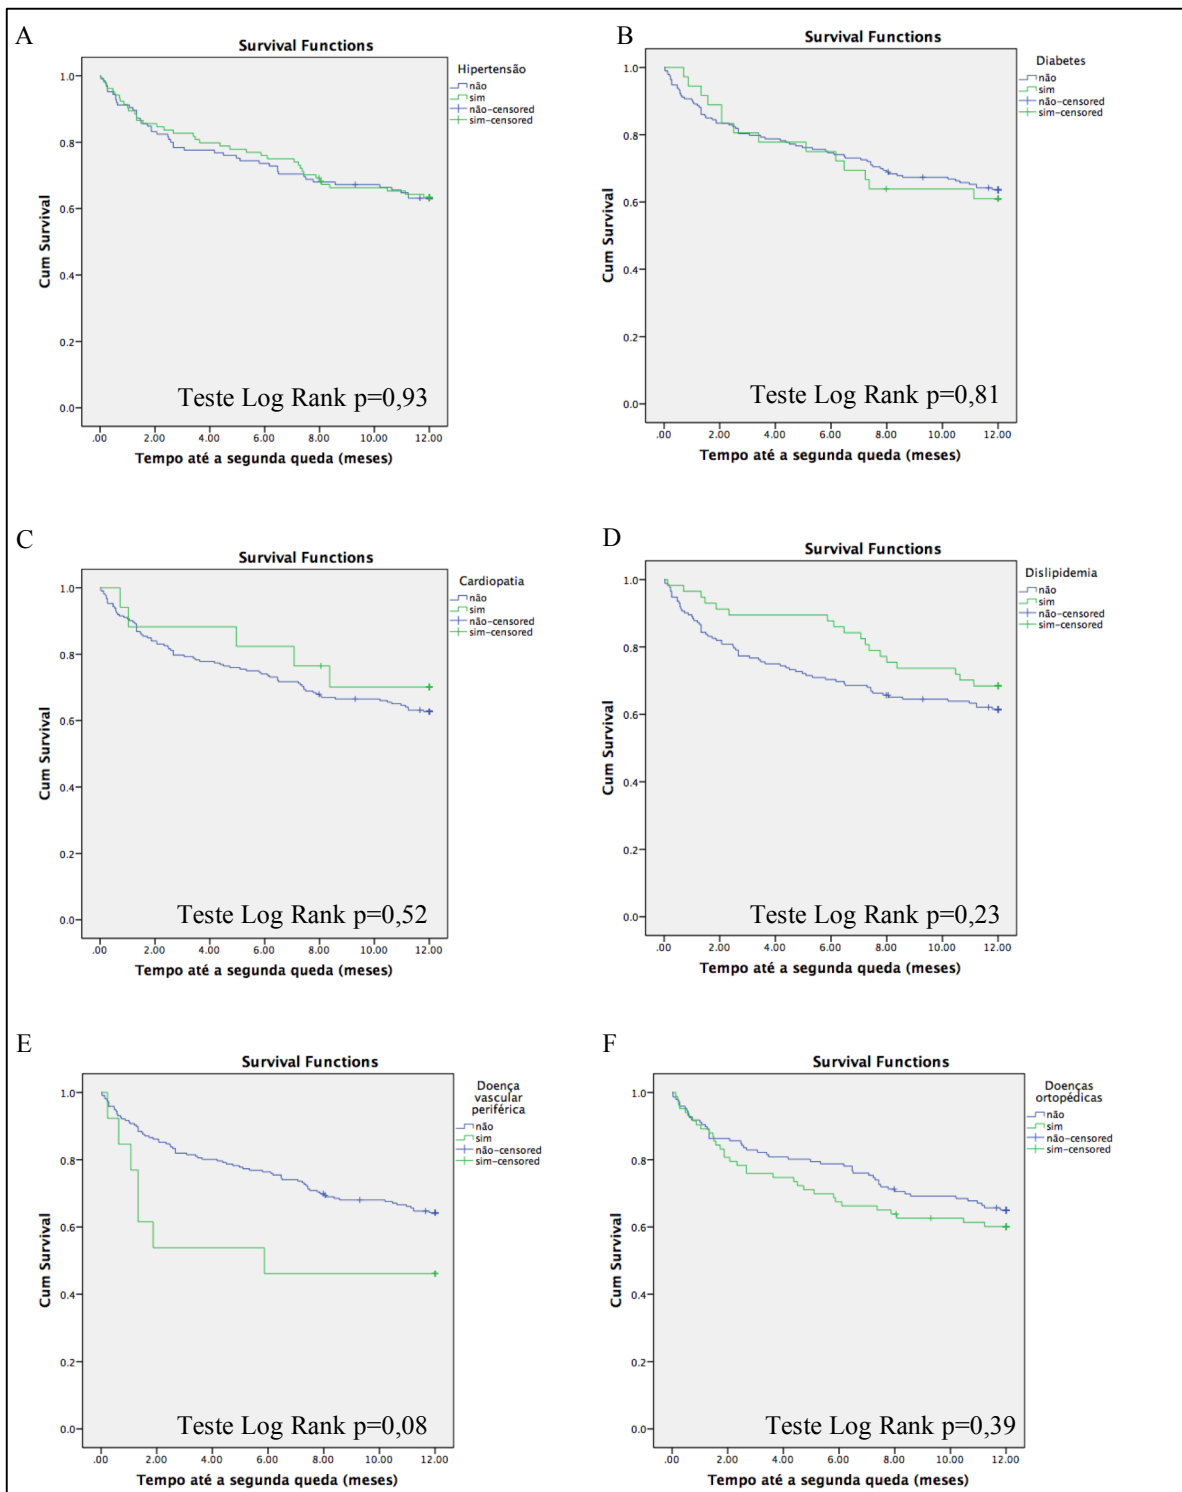 A
Survival Functions
Hipertensão
não
sim
não-censored
sim-censored
1.0
0.8
0.6
0.4
0.2
0.0
Cum Survival
Teste Log Rank p=0,93
.00 2.00 4.00 6.00 8.00 10.00 12.00
Tempo até a segunda queda (meses)
B
Survival Functions
Diabetes
não
sim
não-censored
sim-censored
1.0
0.8
0.6
0.4
0.2
0.0
Cum Survival
Teste Log Rank p=0,81
.00 2.00 4.00 6.00 8.00 10.00 12.00
Tempo até a segunda queda (meses)
C
Survival Functions
Cardiopatia
não
sim
não-censored
sim-censored
1.0
0.8
0.6
0.4
0.2
0.0
Cum Survival
Teste Log Rank p=0,52
.00 2.00 4.00 6.00 8.00 10.00 12.00
Tempo até a segunda queda (meses)
D
Survival Functions
Dislipidemia
não
sim
não-censored
sim-censored
1.0
0.8
0.6
0.4
0.2
0.0
Cum Survival
Teste Log Rank p=0,23
.00 2.00 4.00 6.00 8.00 10.00 12.00
Tempo até a segunda queda (meses)
E
Survival Functions
Doença
vascular
periférica
não
sim
não-censored
sim-censored
1.0
0.8
0.6
0.4
0.2
0.0
Cum Survival
Teste Log Rank p=0,08
.00 2.00 4.00 6.00 8.00 10.00 12.00
Tempo até a segunda queda (meses)
F
Survival Functions
Doenças
ortopédicas
não
sim
não-censored
sim-censored
1.0
0.8
0.6
0.4
0.2
0.0
Cum Survival
Teste Log Rank p=0,39
.00 2.00 4.00 6.00 8.00 10.00 12.00
Tempo até a segunda queda (meses)